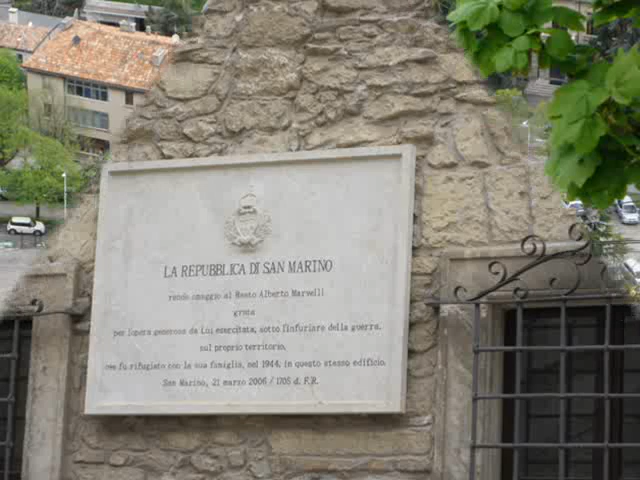 LA REPUBBLICA DI SAN MARINO
rende omaggio al Beato Alberto Marvelli
grata
per l'opera generosa da Lui esercitata, sotto l'infuriare della guerra,
sul proprio territorio,
ove fu rifugiato con la sua famiglia, nel 1944, in questo stesso edificio.
San Marino, 31 marzo 2006 / 1705 d. F.R.